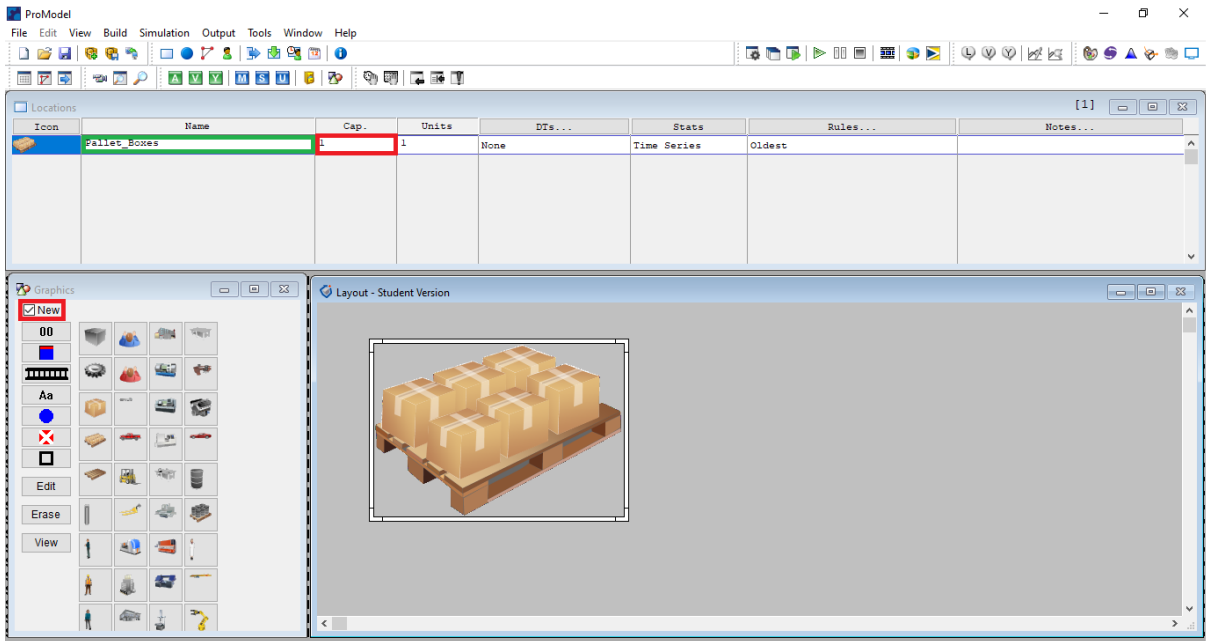 ProModel
File Edit View Build Simulation Output Tools Window Help
Locations [1]
Icon Name Cap. Units DTs... Stats Rules... Notes...
Pallet_Boxes 1 1 None Time Series Oldest
Graphics
New
00
Aa
Edit
Erase
View
Layout - Student Version